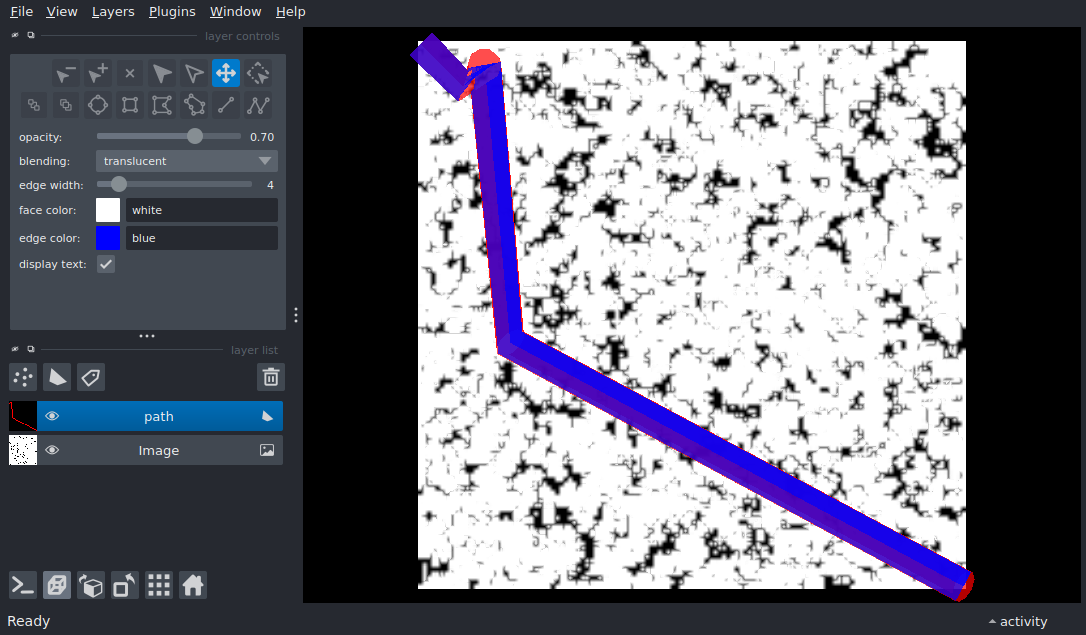 File View Layers Plugins Window Help
layer controls
opacity: 0.70
blending: translucent
edge width: 4
face color: white
edge color: blue
display text:
layer list
path
Image
Ready
activity